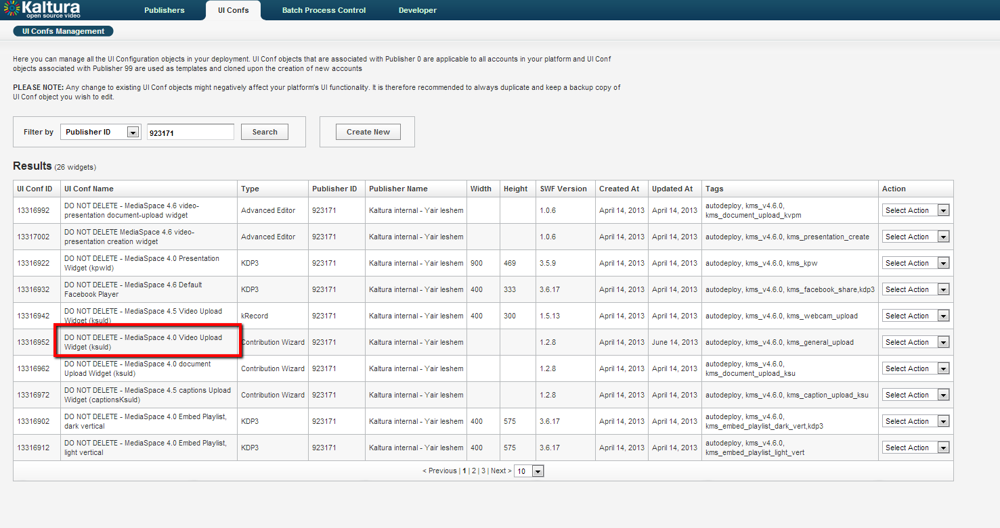 Kaltura
open source video
Publishers UI Confs Batch Process Control Developer
UI Confs Management
Here you can manage all the UI Configuration objects in your deployment. UI Conf objects that are associated with Publisher 0 are applicable to all accounts in your platform and UI Conf
objects associated with Publisher 99 are used as templates and cloned upon the creation of new accounts
PLEASE NOTE: Any change to existing UI Conf objects might negatively affect your platform's UI functionality. It is therefore recommended to always duplicate and keep a backup copy of
UI Conf object you wish to edit.
Filter by Publisher ID 923171 Search Create New
Results (26 widgets)
UI Conf ID UI Conf Name Type Publisher ID Publisher Name Width Height SWF Version Created At Updated At Tags Action
13316992 DO NOT DELETE - MediaSpace 4.6 video-
presentation document-upload widget Advanced Editor 923171 Kaltura internal - Yair leshem 1.0.6 April 14, 2013 April 14, 2013 autodeploy, kms_v4.6.0,
kms_document_upload_kvpm Select Action
13317002 DO NOT DELETE MediaSpace 4.6 video-
presentation creation widget Advanced Editor 923171 Kaltura internal - Yair leshem 1.0.6 April 14, 2013 April 14, 2013 autodeploy, kms_v4.6.0, kms_presentation_create Select Action
13316922 DO NOT DELETE - MediaSpace 4.0 Presentation
Widget (kpwId) KDP3 923171 Kaltura internal - Yair leshem 900 469 3.5.9 April 14, 2013 April 14, 2013 autodeploy, kms_v4.6.0, kms_kpw Select Action
13316932 DO NOT DELETE - MediaSpace 4.6 Default
Facebook Player KDP3 923171 Kaltura internal - Yair leshem 400 333 3.6.17 April 14, 2013 April 14, 2013 autodeploy, kms_v4.6.0, kms_facebook_share,kdp3 Select Action
13316942 DO NOT DELETE - MediaSpace 4.5 Video Upload
Widget (ksuId) kRecord 923171 Kaltura internal - Yair leshem 400 300 1.5.13 April 14, 2013 April 14, 2013 autodeploy, kms_v4.6.0, kms_webcam_upload Select Action
13316952 DO NOT DELETE - MediaSpace 4.0 Video Upload
Widget (ksuId) Contribution Wizard 923171 Kaltura internal - Yair leshem 1.2.8 April 14, 2013 June 14, 2013 autodeploy, kms_v4.6.0, kms_general_upload Select Action
13316962 DO NOT DELETE - MediaSpace 4.0 document
Upload Widget (ksuId) Contribution Wizard 923171 Kaltura internal - Yair leshem 1.2.8 April 14, 2013 April 14, 2013 autodeploy, kms_v4.6.0,
kms_document_upload_ksu Select Action
13316972 DO NOT DELETE - MediaSpace 4.5 captions Upload
Widget (captionsKsuId) Contribution Wizard 923171 Kaltura internal - Yair leshem 1.2.8 April 14, 2013 April 14, 2013 autodeploy, kms_v4.6.0, kms_caption_upload_ksu Select Action
13316902 DO NOT DELETE - MediaSpace 4.0 Embed Playlist,
dark vertical KDP3 923171 Kaltura internal - Yair leshem 400 575 3.6.17 April 14, 2013 April 14, 2013 autodeploy, kms_v4.6.0,
kms_embed_playlist_dark_vert,kdp3 Select Action
13316912 DO NOT DELETE - MediaSpace 4.0 Embed Playlist,
light vertical KDP3 923171 Kaltura internal - Yair leshem 400 575 3.6.17 April 14, 2013 April 14, 2013 autodeploy, kms_v4.6.0,
kms_embed_playlist_light_vert Select Action
< Previous | 1 | 2 | 3 | Next > 10